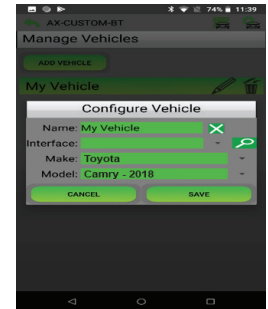 74% 11:39
AX-CUSTOM-BT
Manage Vehicles
ADD VEHICLE
My Vehicle
Configure Vehicle
Name: My Vehicle
Interface:
Make: Toyota
Model: Camry - 2018
CANCEL SAVE